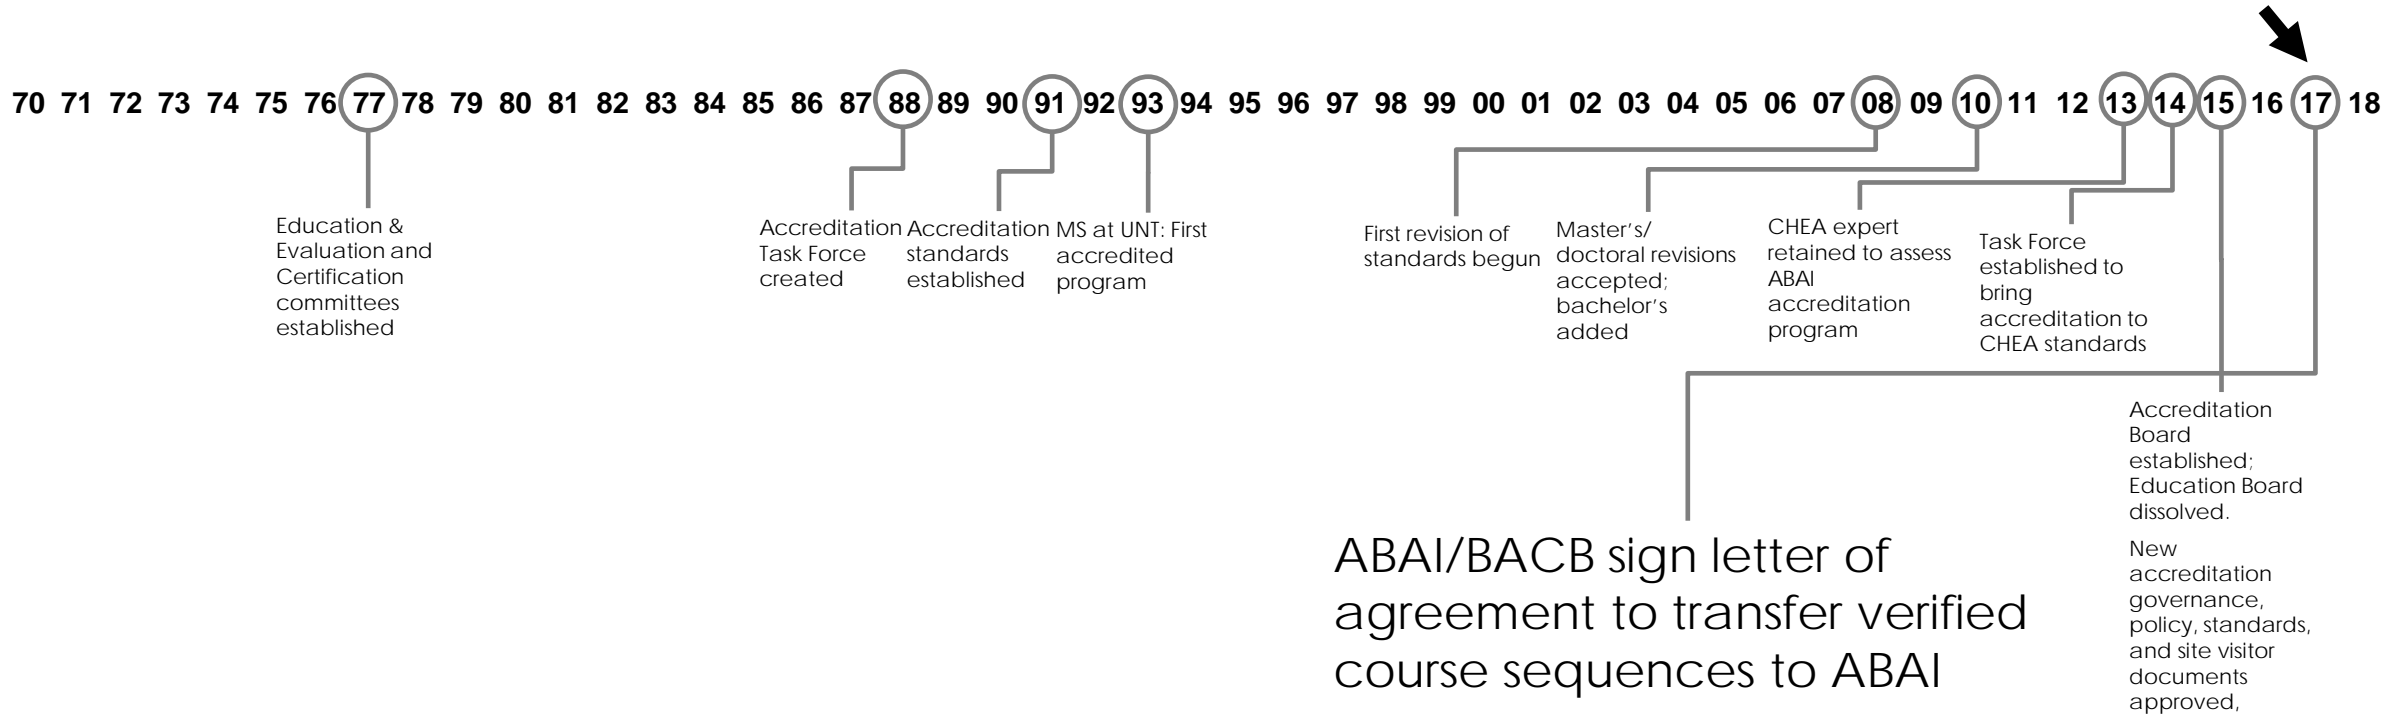 70 71 72 73 74 75 76 77 78 79 80 81 82 83 84 85 86 87 88 89 90 91 92 93 94 95 96 97 98 99 00 01 02 03 04 05 06 07 08 09 10 11 12 13 14 15 16 17 18
Education &
Evaluation and
Certification
committees
established
Accreditation
Task Force
created
Accreditation
standards
established
MS at UNT: First
accredited
program
First revision of
standards begun
Master's/
doctoral revisions
accepted;
bachelor's
added
CHEA expert
retained to assess
ABAI
accreditation
program
Task Force
established to
bring
accreditation to
CHEA standards
Accreditation
Board
established;
Education Board
dissolved.
New
accreditation
governance,
policy, standards,
and site visitor
documents
approved,
ABAI/BACB sign letter of
agreement to transfer verified
course sequences to ABAI